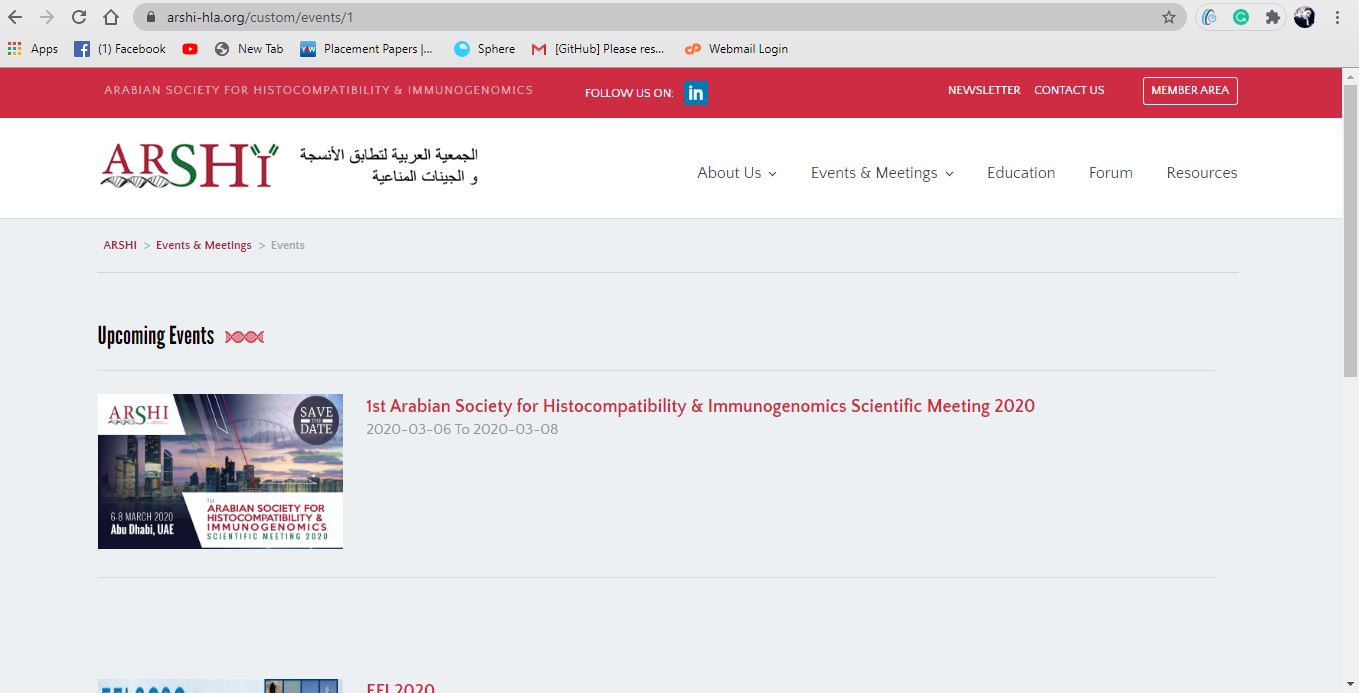 arshi-hla.org/custom/events/1
Apps
(1) Facebook
New Tab
Placement Papers |...
Sphere
[GitHub] Please res...
Webmail Login
ARABIAN SOCIETY FOR HISTOCOMPATIBILITY & IMMUNOGENOMICS
FOLLOW US ON:
in
NEWSLETTER
CONTACT US
MEMBER AREA
ARSHI
الجمعية العربية لتطابق الأنسجة
و الجينات المناعية
About Us
Events & Meetings
Education
Forum
Resources
ARSHI > Events & Meetings > Events
Upcoming Events
ARSHI
SAVE
THE
DATE
6-8 MARCH 2020
Abu Dhabi, UAE
1st
ARABIAN SOCIETY FOR
HISTOCOMPATIBILITY &
IMMUNOGENOMICS
SCIENTIFIC MEETING 2020
1st Arabian Society for Histocompatibility & Immunogenomics Scientific Meeting 2020
2020-03-06 To 2020-03-08